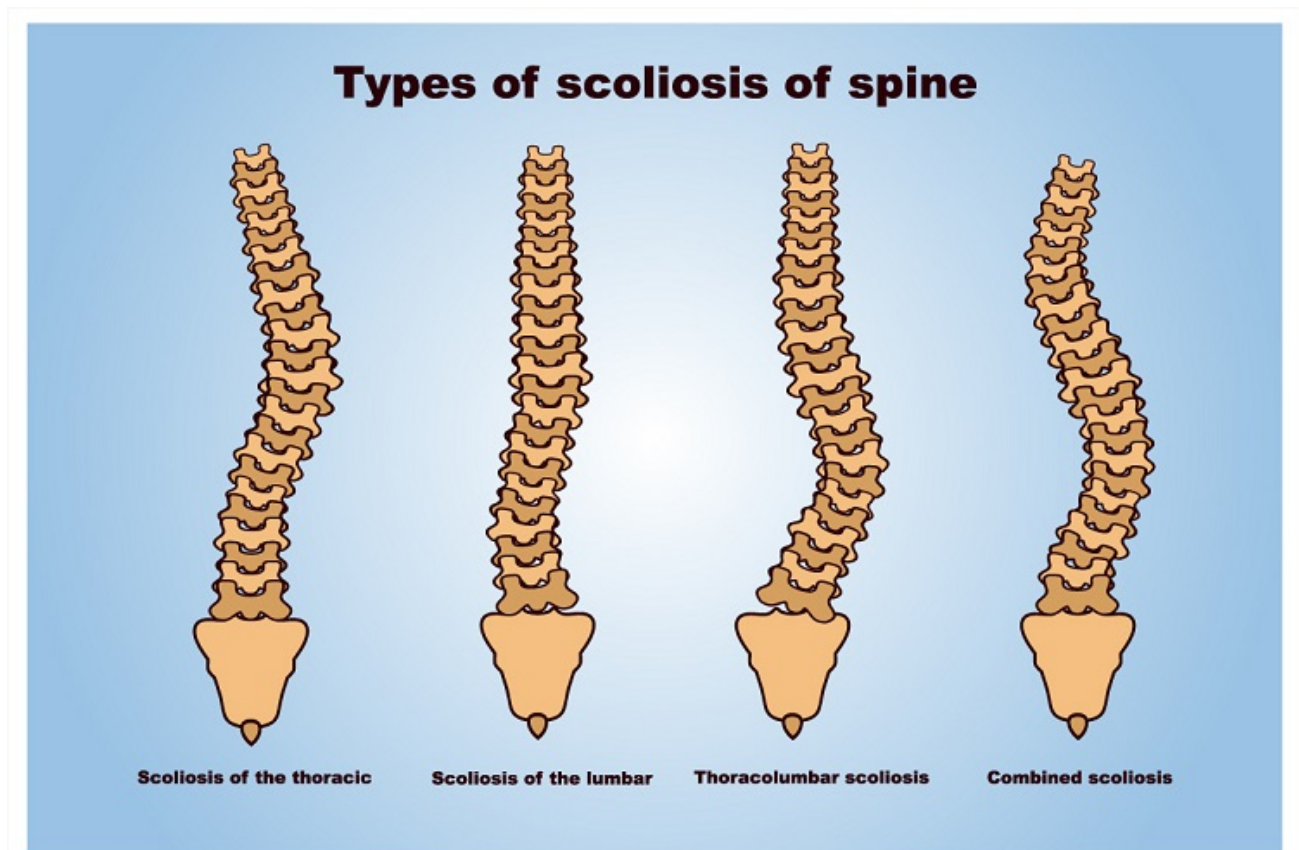 Types of scoliosis of spine
Scoliosis of the thoracic
Scoliosis of the lumbar
Thoracolumbar scoliosis
Combined scoliosis